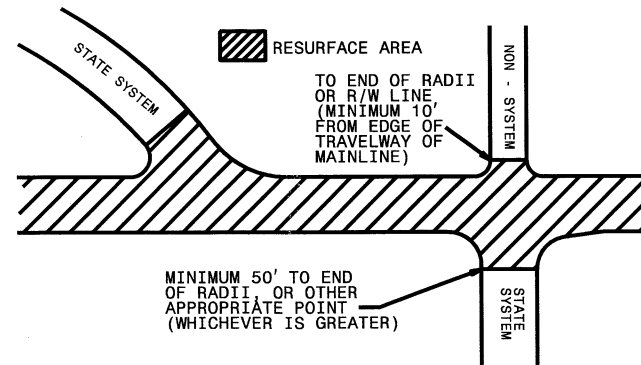 STATE SYSTEM
RESURFACE AREA
TO END OF RADII
OR R/W LINE
(MINIMUM 10'
FROM EDGE OF
TRAVELWAY OF
MAINLINE)
NON - SYSTEM
MINIMUM 50' TO END
OF RADII, OR OTHER
APPROPRIATE POINT
(WHICHEVER IS GREATER)
STATE
SYSTEM